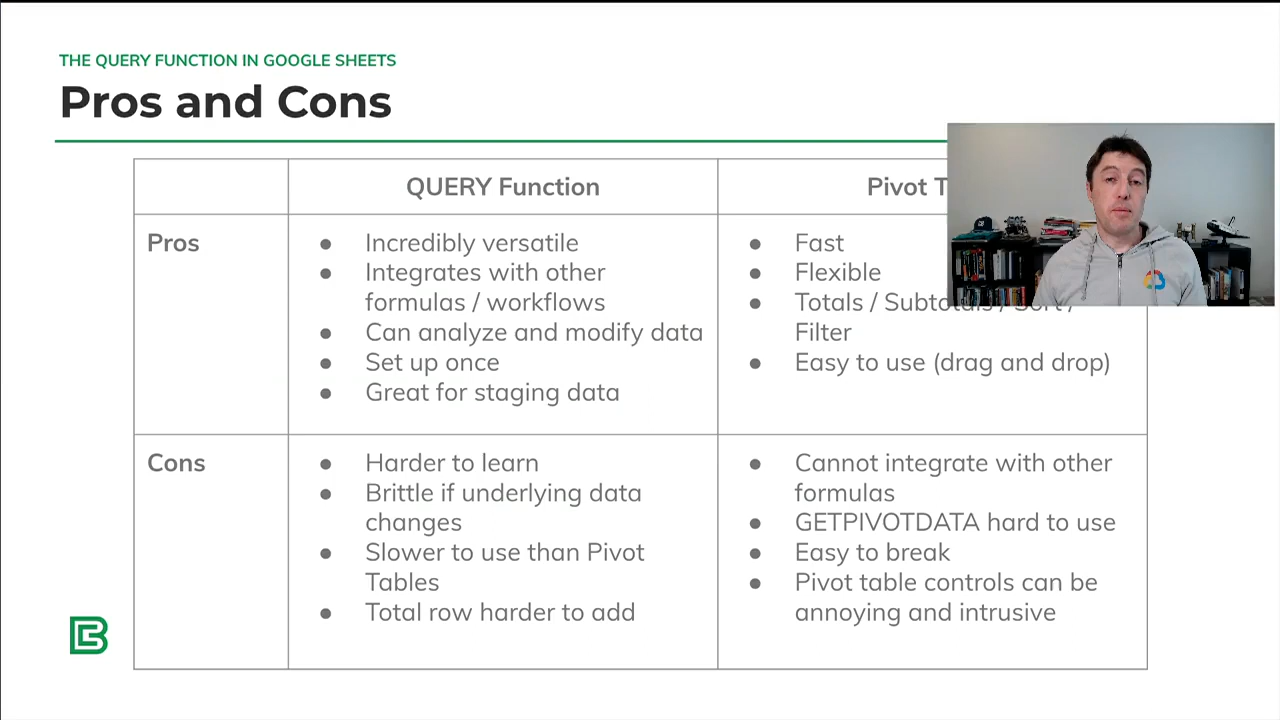 THE QUERY FUNCTION IN GOOGLE SHEETS
Pros and Cons
QUERY Function
Pivot T
Pros
● Incredibly versatile
● Integrates with other
formulas / workflows
● Can analyze and modify data
● Set up once
● Great for staging data
● Fast
● Flexible
● Totals / Subtotals / Sort /
Filter
● Easy to use (drag and drop)
Cons
● Harder to learn
● Brittle if underlying data
changes
● Slower to use than Pivot
Tables
● Total row harder to add
● Cannot integrate with other
formulas
● GETPIVOTDATA hard to use
● Easy to break
● Pivot table controls can be
annoying and intrusive